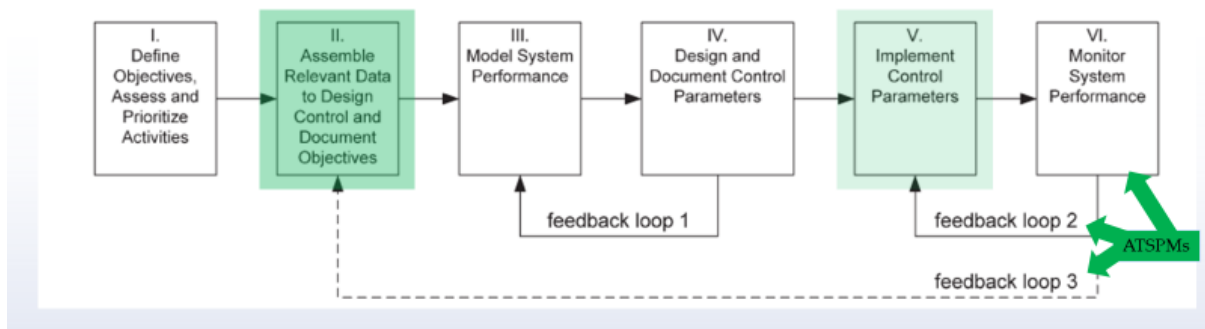 I.
Define
Objectives,
Assess and
Prioritize
Activities
II.
Assemble
Relevant Data
to Design
Control and
Document
Objectives
III.
Model System
Performance
IV.
Design and
Document Control
Parameters
V.
Implement
Control
Parameters
VI.
Monitor
System
Performance
feedback loop 1
feedback loop 2
ATSPMs
feedback loop 3